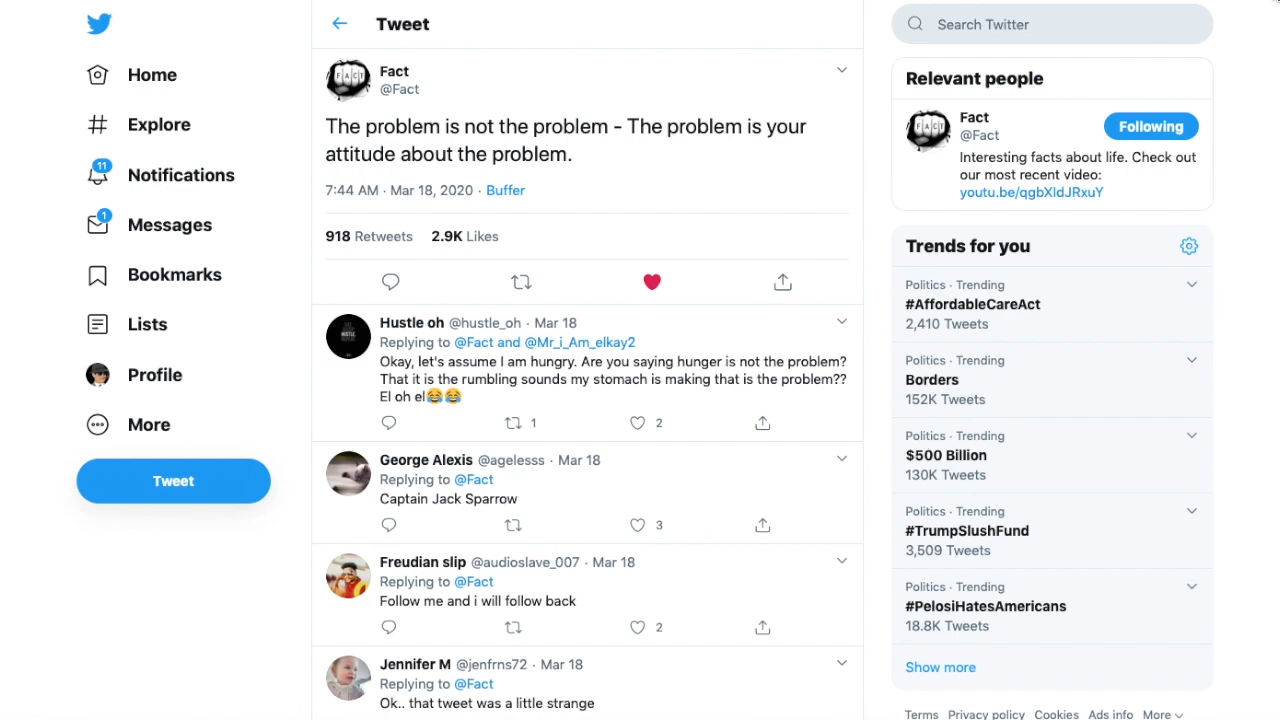 Home
Explore
11
Notifications
1
Messages
Bookmarks
Lists
Profile
More
Tweet
Tweet
FACT
Fact
@Fact
The problem is not the problem - The problem is your
attitude about the problem.
7:44 AM · Mar 18, 2020 · Buffer
918 Retweets 2.9K Likes
Hustle oh @hustle_oh · Mar 18
Replying to @Fact and @Mr_i_Am_elkay2
Okay, let's assume I am hungry. Are you saying hunger is not the problem?
That it is the rumbling sounds my stomach is making that is the problem??
El oh el😂😂
1 2
George Alexis @agelesss · Mar 18
Replying to @Fact
Captain Jack Sparrow
3
Freudian slip @audioslave_007 · Mar 18
Replying to @Fact
Follow me and i will follow back
2
Jennifer M @jenfrns72 · Mar 18
Replying to @Fact
Ok.. that tweet was a little strange
Search Twitter
Relevant people
FACT
Fact
@Fact
Following
Interesting facts about life. Check out
our most recent video:
youtu.be/qgbXldJRxuY
Trends for you
Politics · Trending
#AffordableCareAct
2,410 Tweets
Politics · Trending
Borders
152K Tweets
Politics · Trending
$500 Billion
130K Tweets
Politics · Trending
#TrumpSlushFund
3,509 Tweets
Politics · Trending
#PelosiHatesAmericans
18.8K Tweets
Show more
Terms Privacy policy Cookies Ads info More